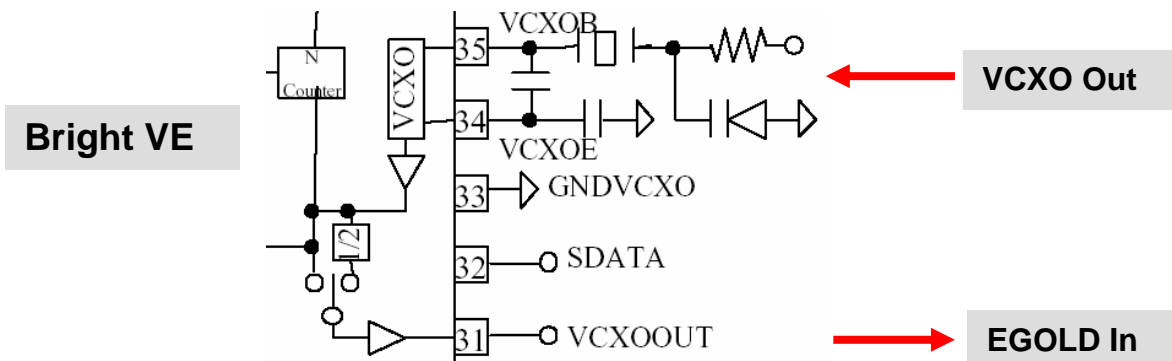 VCXOB
35
N
Counter
VCXO
VCXO Out
Bright VE
34
VCXOE
33
GNDVCXO
1/2
32
SDATA
31
VCXOOUT
EGOLD In